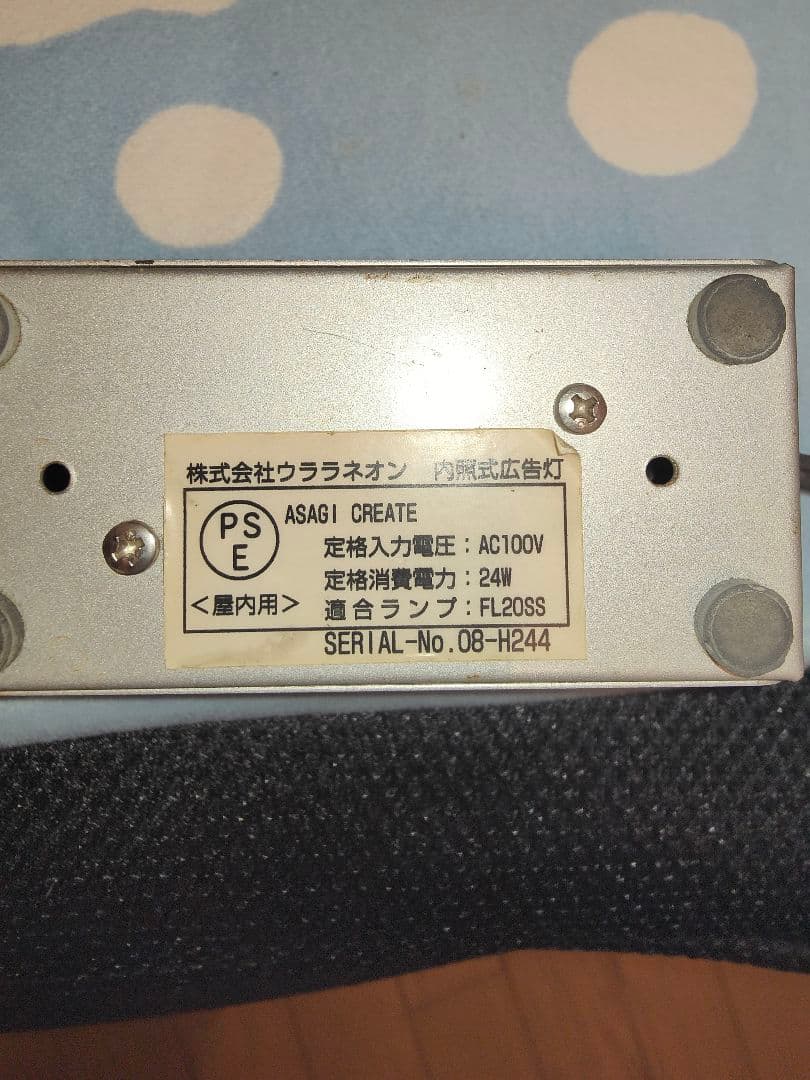 株式会社ウララネオン 内照式広告灯
PS
E
ASAGI CREATE
定格入力電圧:AC100V
定格消費電力:24W
<屋内用>
適合ランプ:FL20SS
SERIAL-No.08-H244